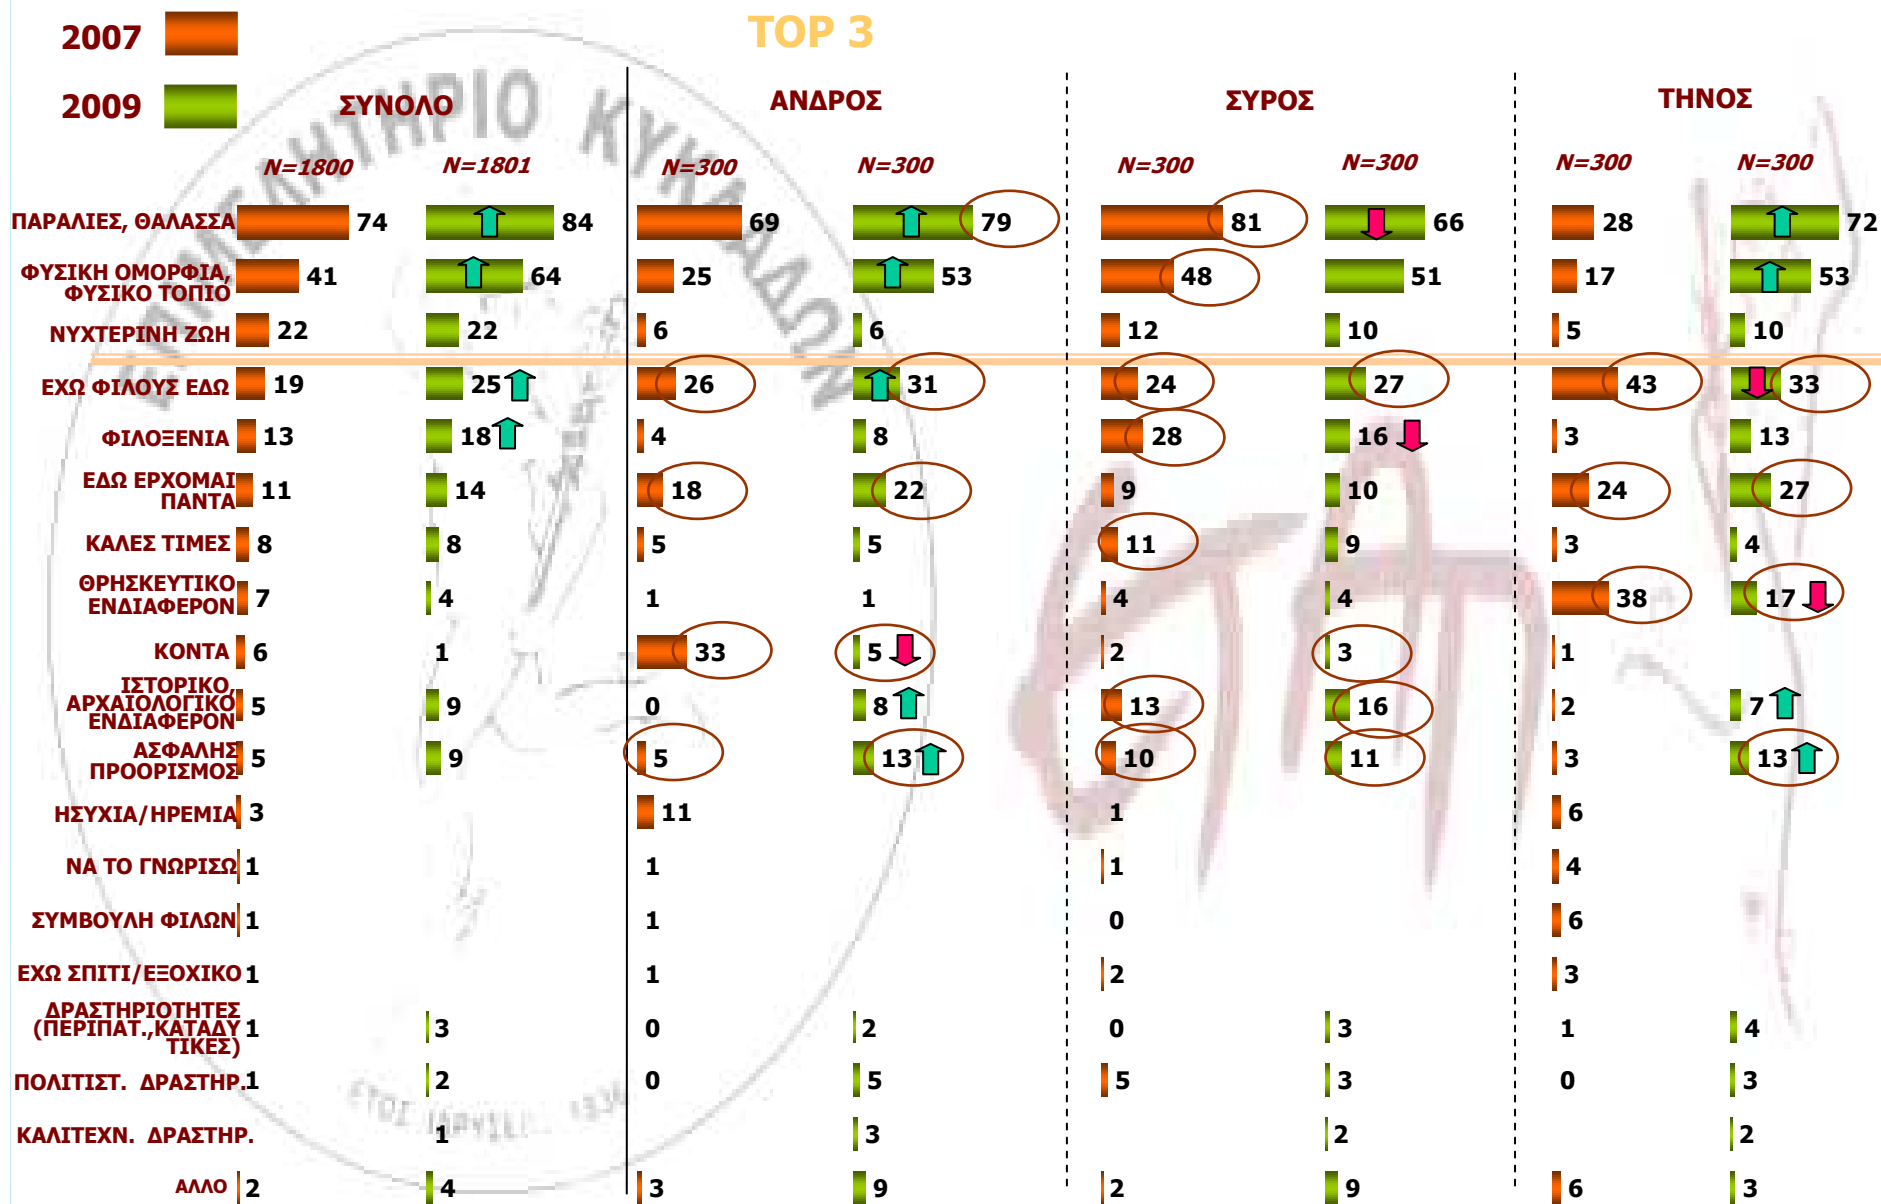 2007
TOP 3
2009
ΣΥΝΟΛΟ ΑΝΔΡΟΣ ΣΥΡΟΣ ΤΗΝΟΣ
N=1800 N=1801 N=300 N=300 N=300 N=300 N=300 N=300
ΠΑΡΑΛΙΕΣ, ΘΑΛΑΣΣΑ 74 84 69 79 81 66 28 72
ΦΥΣΙΚΗ ΟΜΟΡΦΙΑ,
ΦΥΣΙΚΟ ΤΟΠΙΟ 41 64 25 53 48 51 17 53
ΝΥΧΤΕΡΙΝΗ ΖΩΗ 22 22 6 6 12 10 5 10
ΕΧΩ ΦΙΛΟΥΣ ΕΔΩ 19 25 26 31 24 27 43 33
ΦΙΛΟΞΕΝΙΑ 13 18 4 8 28 16 3 13
ΕΔΩ ΕΡΧΟΜΑΙ
ΠΑΝΤΑ 11 14 18 22 9 10 24 27
ΚΑΛΕΣ ΤΙΜΕΣ 8 8 5 5 11 9 3 4
ΘΡΗΣΚΕΥΤΙΚΟ
ΕΝΔΙΑΦΕΡΟΝ 7 4 1 1 4 4 38 17
ΚΟΝΤΑ 6 1 33 5 2 3 1
ΙΣΤΟΡΙΚΟ,
ΑΡΧΑΙΟΛΟΓΙΚΟ
ΕΝΔΙΑΦΕΡΟΝ 5 9 0 8 13 16 2 7
ΑΣΦΑΛΗΣ
ΠΡΟΟΡΙΣΜΟΣ 5 9 5 13 10 11 3 13
ΗΣΥΧΙΑ/ΗΡΕΜΙΑ 3 11 1 6
ΝΑ ΤΟ ΓΝΩΡΙΣΩ 1 1 1 4
ΣΥΜΒΟΥΛΗ ΦΙΛΩΝ 1 1 0 6
ΕΧΩ ΣΠΙΤΙ/ΕΞΟΧΙΚΟ 1 1 2 3
ΔΡΑΣΤΗΡΙΟΤΗΤΕΣ
(ΠΕΡΙΠΑΤ.,ΚΑΤΑΔΥ
ΤΙΚΕΣ) 1 3 0 2 0 3 1 4
ΠΟΛΙΤΙΣΤ. ΔΡΑΣΤΗΡ. 1 2 0 5 5 3 0 3
ΚΑΛΙΤΕΧΝ. ΔΡΑΣΤΗΡ. 1 3 2 2
ΑΛΛΟ 2 4 3 9 2 9 6 3
ΕΠΙΜΕΛΗΤΗΡΙΟ ΚΥΚΛΑΔΩΝ